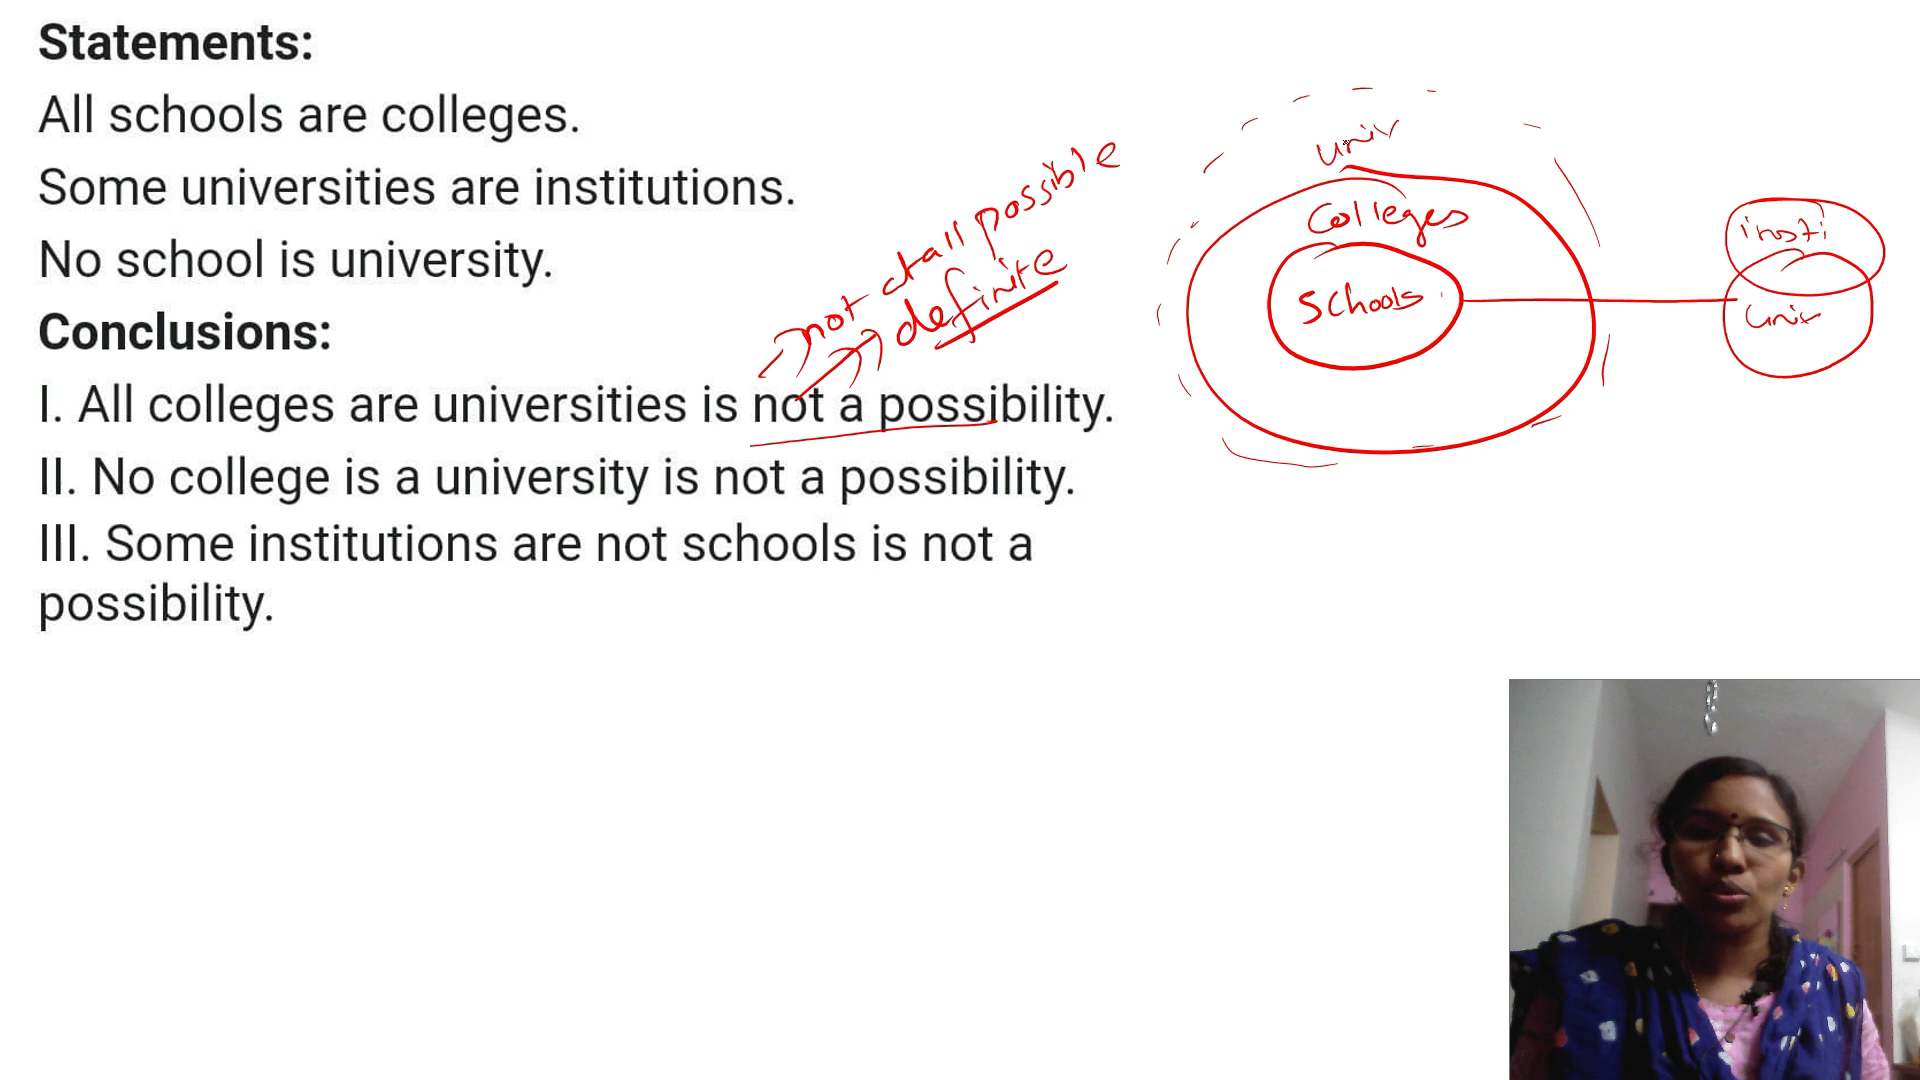 Statements:
All schools are colleges.
Some universities are institutions.
No school is university.
Conclusions:
I. All colleges are universities is not a possibility.
II. No college is a university is not a possibility.
III. Some institutions are not schools is not a
possibility.
not at all possible
definite
univ
Colleges
Schools
insti
univ